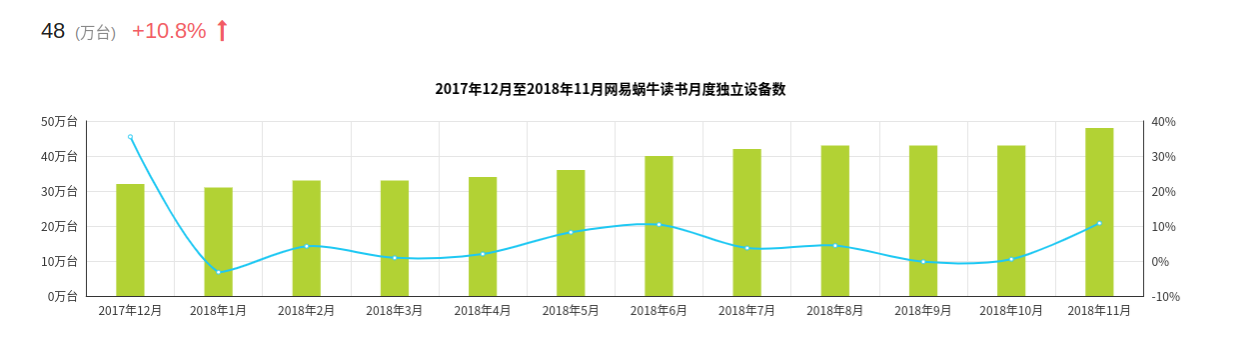 48 (万台) +10.8%
2017年12月至2018年11月网易蜗牛读书月度独立设备数
50万台 40%
40万台 30%
30万台 20%
20万台 10%
10万台 0%
0万台 -10%
2017年12月 2018年1月 2018年2月 2018年3月 2018年4月 2018年5月 2018年6月 2018年7月 2018年8月 2018年9月 2018年10月 2018年11月